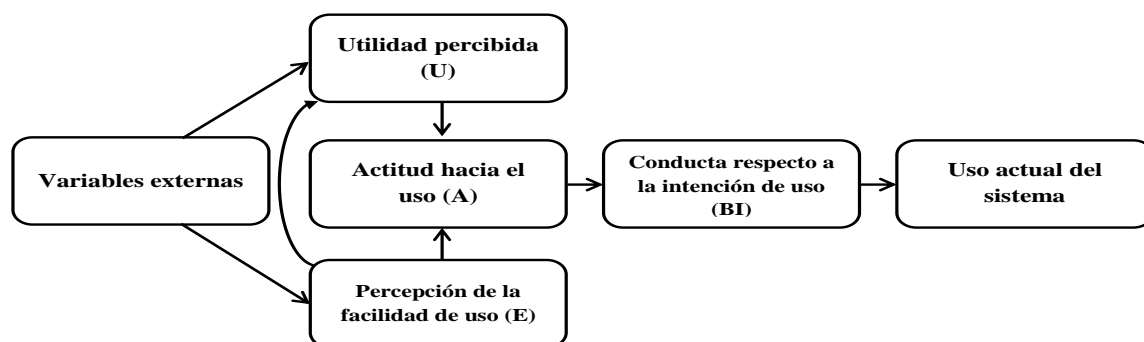 Utilidad percibida
(U)
Variables externas
Actitud hacia el
uso (A)
Conducta respecto a
la intención de uso
(BI)
Uso actual del
sistema
Percepción de la
facilidad de uso (E)